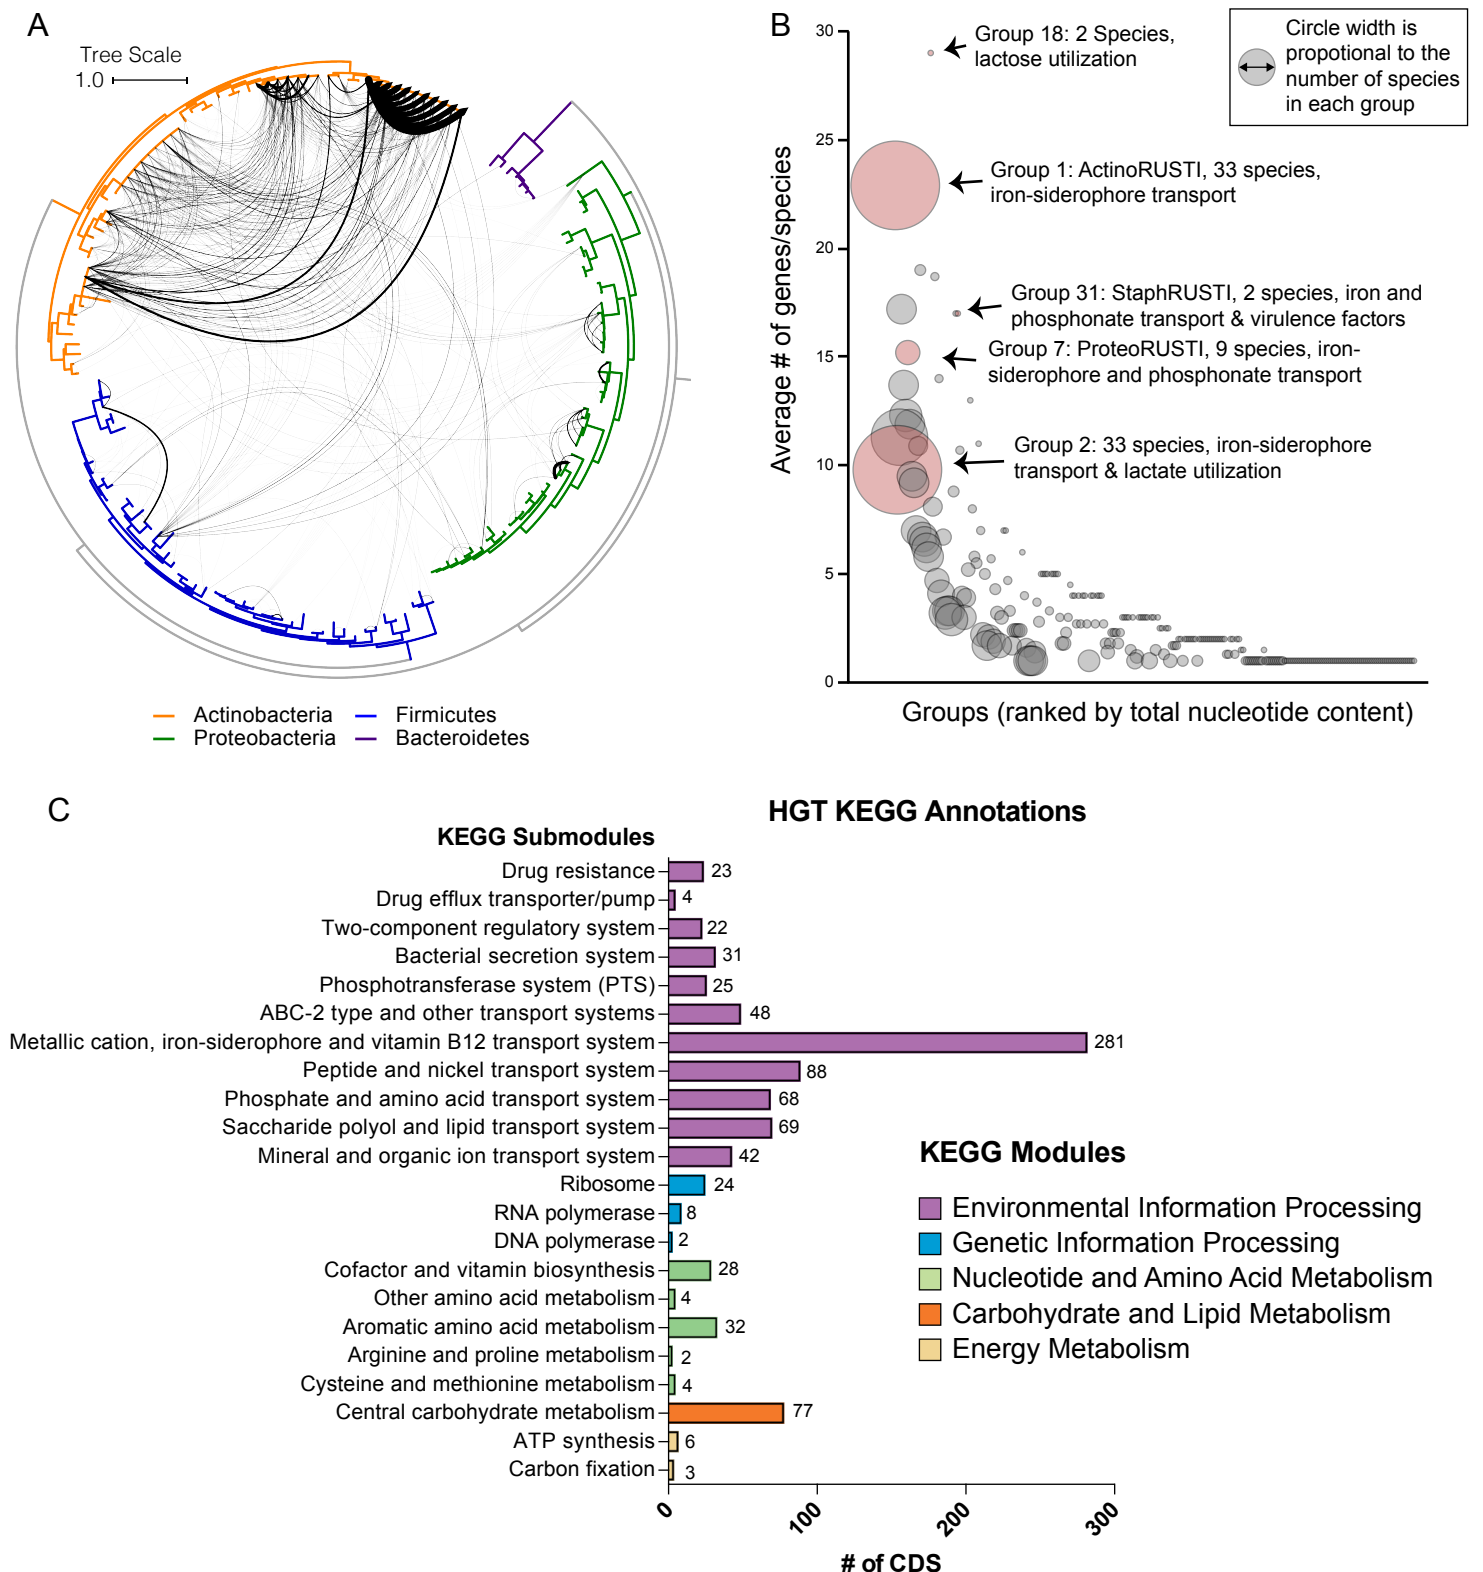 A
Tree Scale
1.0
Actinobacteria
Firmicutes
Proteobacteria
Bacteroidetes
B
30
25
20
15
10
5
0
Average # of genes/species
Groups (ranked by total nucleotide content)
Group 18: 2 Species,
lactose utilization
Circle width is
propotional to the
number of species
in each group
Group 1: ActinoRUSTI, 33 species,
iron-siderophore transport
Group 31: StaphRUSTI, 2 species, iron and
phosphonate transport & virulence factors
Group 7: ProteoRUSTI, 9 species, iron-
siderophore and phosphonate transport
Group 2: 33 species, iron-siderophore
transport & lactate utilization
C
HGT KEGG Annotations
KEGG Submodules
Drug resistance 23
Drug efflux transporter/pump 4
Two-component regulatory system 22
Bacterial secretion system 31
Phosphotransferase system (PTS) 25
ABC-2 type and other transport systems 48
Metallic cation, iron-siderophore and vitamin B12 transport system 281
Peptide and nickel transport system 88
Phosphate and amino acid transport system 68
Saccharide polyol and lipid transport system 69
Mineral and organic ion transport system 42
Ribosome 24
RNA polymerase 8
DNA polymerase 2
Cofactor and vitamin biosynthesis 28
Other amino acid metabolism 4
Aromatic amino acid metabolism 32
Arginine and proline metabolism 2
Cysteine and methionine metabolism 4
Central carbohydrate metabolism 77
ATP synthesis 6
Carbon fixation 3
0
100
200
300
# of CDS
KEGG Modules
Environmental Information Processing
Genetic Information Processing
Nucleotide and Amino Acid Metabolism
Carbohydrate and Lipid Metabolism
Energy Metabolism